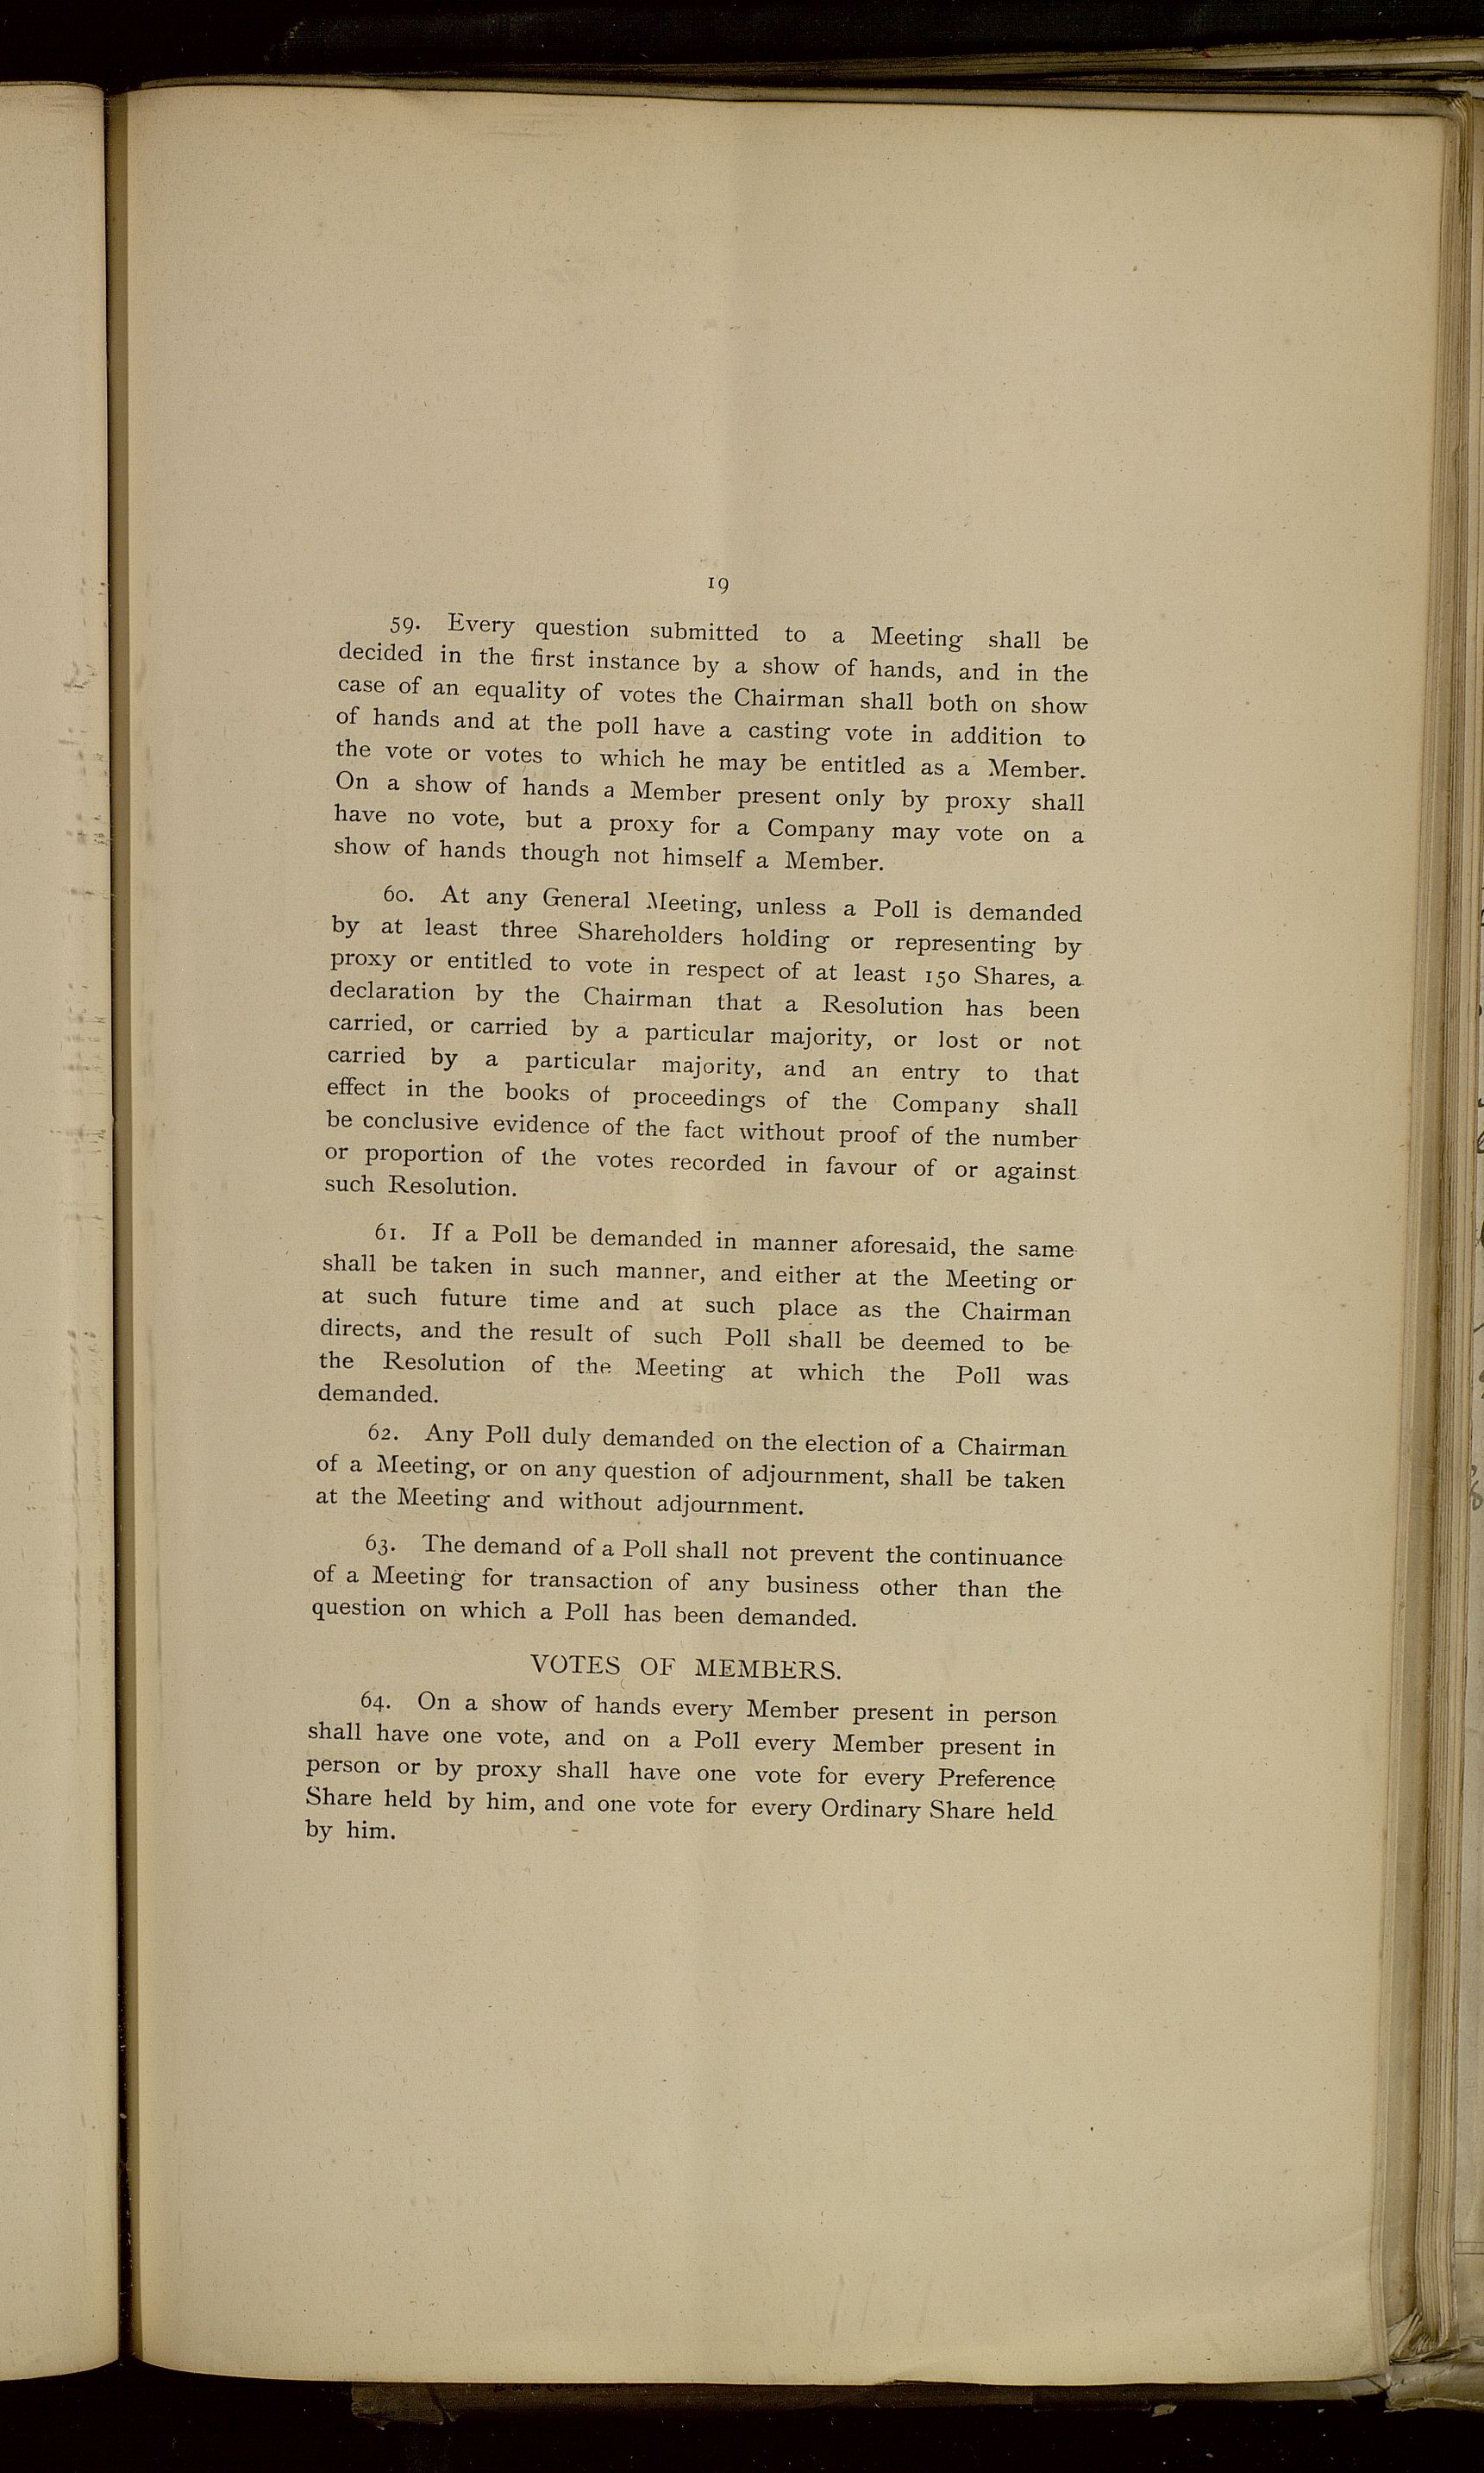 19
59. Every question submitted to a Meeting shall be
decided in the first instance by a show of hands, and in the
case of an equality of votes the Chairman shall both on show
of hands and at the poll have a casting vote in addition to
the vote or votes to which he may be entitled as a Member.
On a show of hands a Member present only by proxy shall
have no vote, but a proxy for a Company may vote on a
show of hands though not himself a Member.
60. At any General Meeting, unless a Poll is demanded
by at least three Shareholders holding or representing by
proxy or entitled to vote in respect of at least 150 Shares, a
declaration by the Chairman that a Resolution has been
carried, or carried by a particular majority, or lost or not
carried by a particular majority, and an entry to that
effect in the books of proceedings of the Company shall
be conclusive evidence of the fact without proof of the number
or proportion of the votes recorded in favour of or against
such Resolution.
61. If a Poll be demanded in manner aforesaid, the same
shall be taken in such manner, and either at the Meeting or
at such future time and at such place as the Chairman
directs, and the result of such Poll shall be deemed to be
the Resolution of the Meeting at which the Poll was
demanded.
62. Any Poll duly demanded on the election of a Chairman
of a Meeting, or on any question of adjournment, shall be taken
at the Meeting and without adjournment.
63. The demand of a Poll shall not prevent the continuance
of a Meeting for transaction of any business other than the
question on which a Poll has been demanded.
VOTES OF MEMBERS.
64. On a show of hands every Member present in person
shall have one vote, and on a Poll every Member present in
person or by proxy shall have one vote for every Preference
Share held by him, and one vote for every Ordinary Share held
by him.